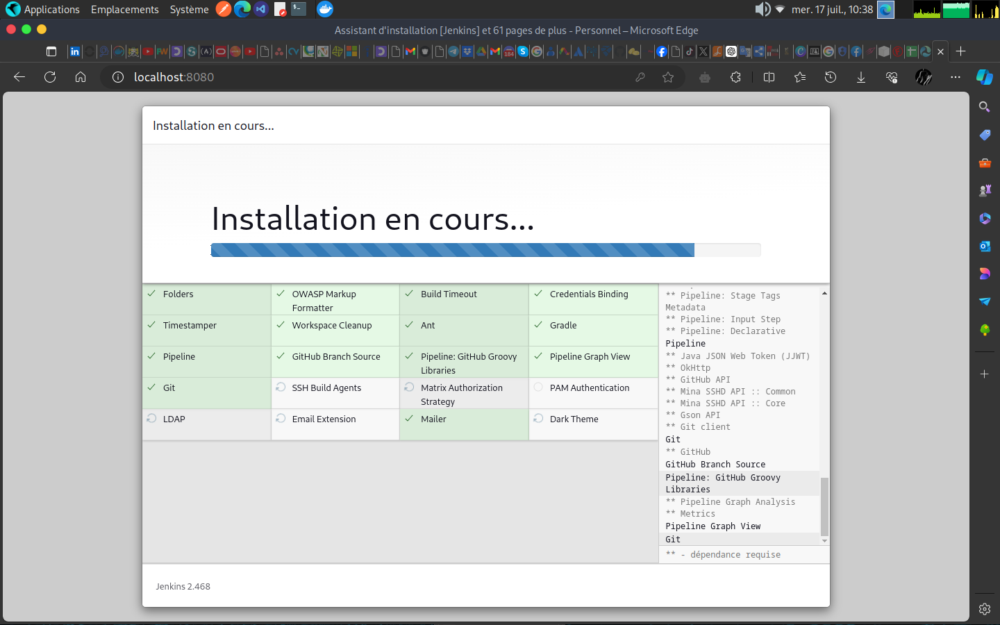 Applications Emplacements Système mer. 17 juil., 10:38
Assistant d'installation [Jenkins] et 61 pages de plus - Personnel – Microsoft Edge
localhost:8080
Installation en cours...
Installation en cours...
Folders
OWASP Markup
Formatter
Build Timeout
Credentials Binding
Timestamper
Workspace Cleanup
Ant
Gradle
Pipeline
GitHub Branch Source
Pipeline: GitHub Groovy
Libraries
Pipeline Graph View
Git
SSH Build Agents
Matrix Authorization
Strategy
PAM Authentication
LDAP
Email Extension
Mailer
Dark Theme
** Pipeline: Stage Tags
Metadata
** Pipeline: Input Step
** Pipeline: Declarative
Pipeline
** Java JSON Web Token (JJWT)
** OkHttp
** GitHub API
** Mina SSHD API :: Common
** Mina SSHD API :: Core
** Gson API
** Git client
Git
** GitHub
GitHub Branch Source
Pipeline: GitHub Groovy
Libraries
** Pipeline Graph Analysis
** Metrics
Pipeline Graph View
Git
** - dépendance requise
Jenkins 2.468